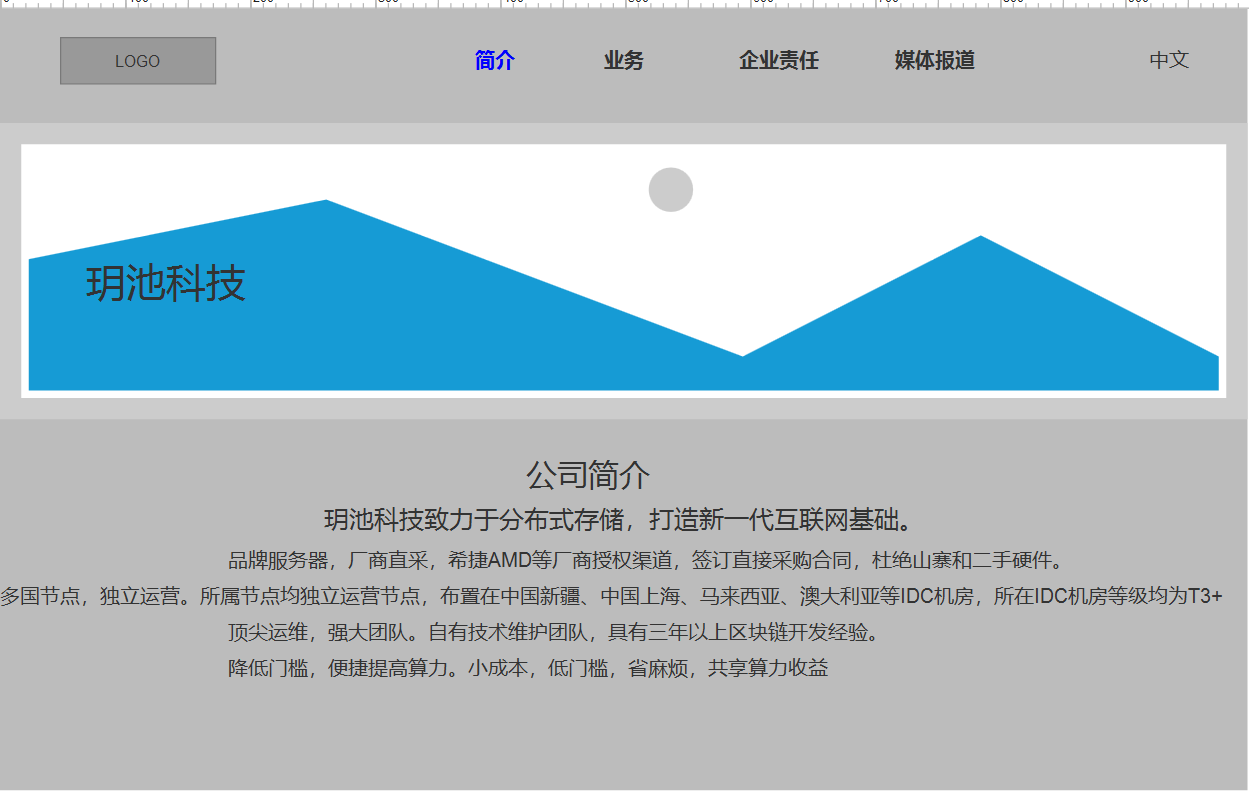 LOGO 简介 业务 企业责任 媒体报道 中文
玥池科技
公司简介
玥池科技致力于分布式存储，打造新一代互联网基础。
品牌服务器，厂商直采，希捷AMD等厂商授权渠道，签订直接采购合同，杜绝山寨和二手硬件。
多国节点，独立运营。所属节点均独立运营节点，布置在中国新疆、中国上海、马来西亚、澳大利亚等IDC机房，所在IDC机房等级均为T3+
顶尖运维，强大团队。自有技术维护团队，具有三年以上区块链开发经验。
降低门槛，便捷提高算力。小成本，低门槛，省麻烦，共享算力收益